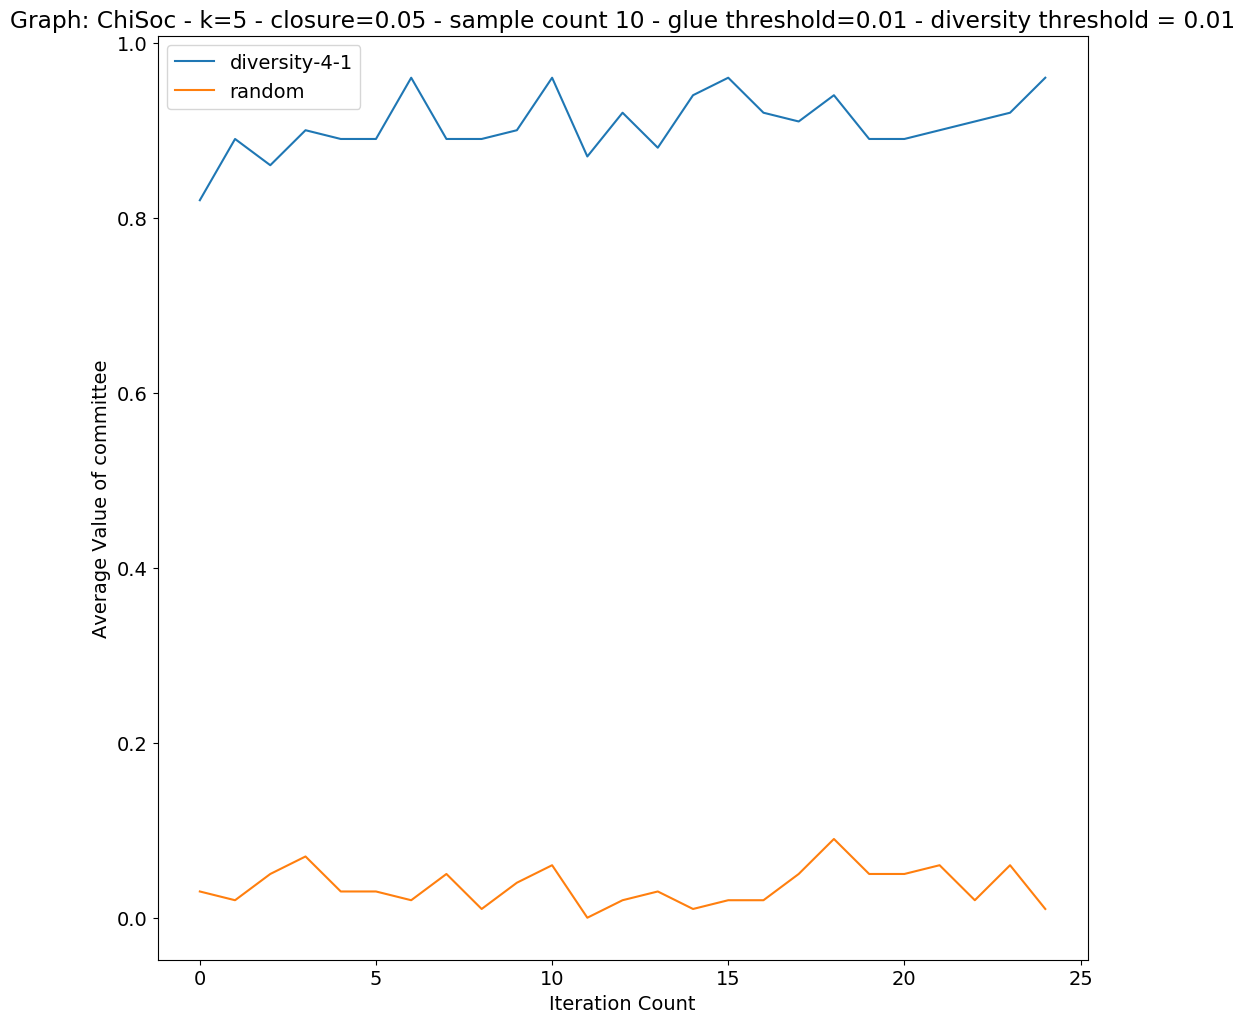 Graph: ChiSoc - k=5 - closure=0.05 - sample count 10 - glue threshold=0.01 - diversity threshold = 0.01
diversity-4-1
random
1.0
0.8
0.6
0.4
0.2
0.0
Average Value of committee
0 5 10 15 20 25
Iteration Count